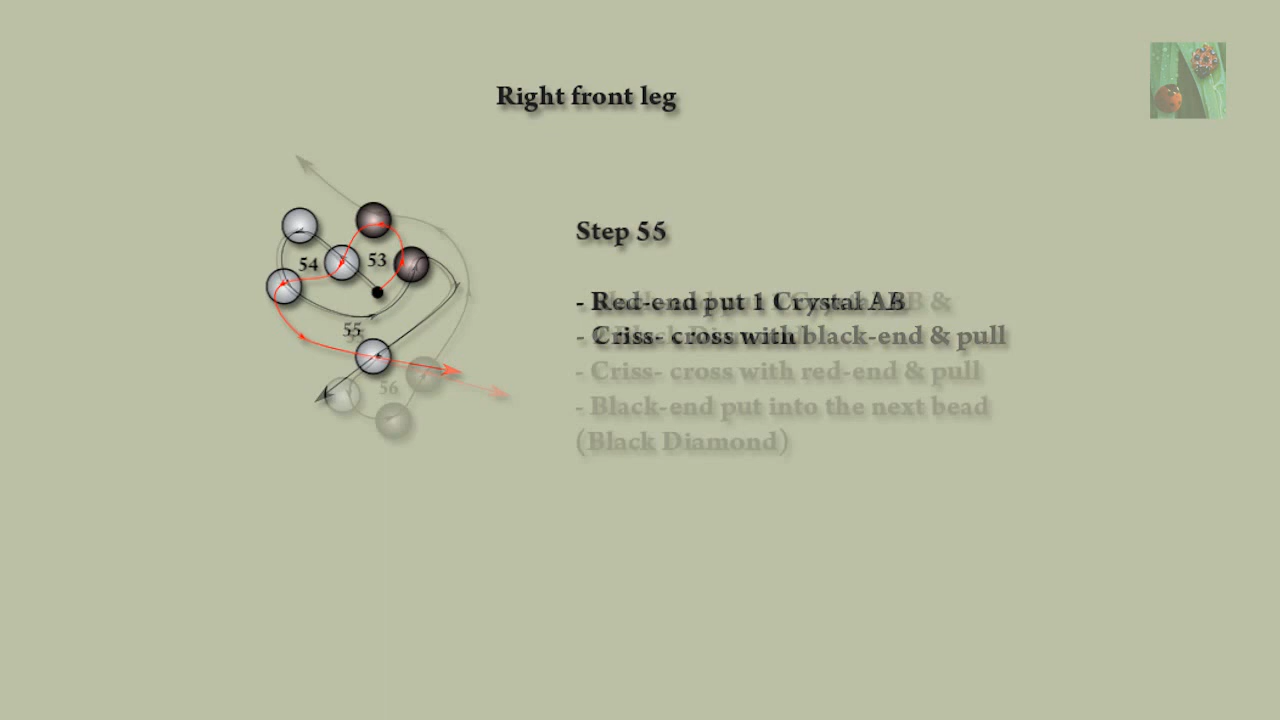 Right front leg
54
53
55
56
Step 55
- Red-end put 1 Crystal AB
- Criss- cross with black-end & pull
- Criss- cross with red-end & pull
- Black-end put into the next bead
(Black Diamond)